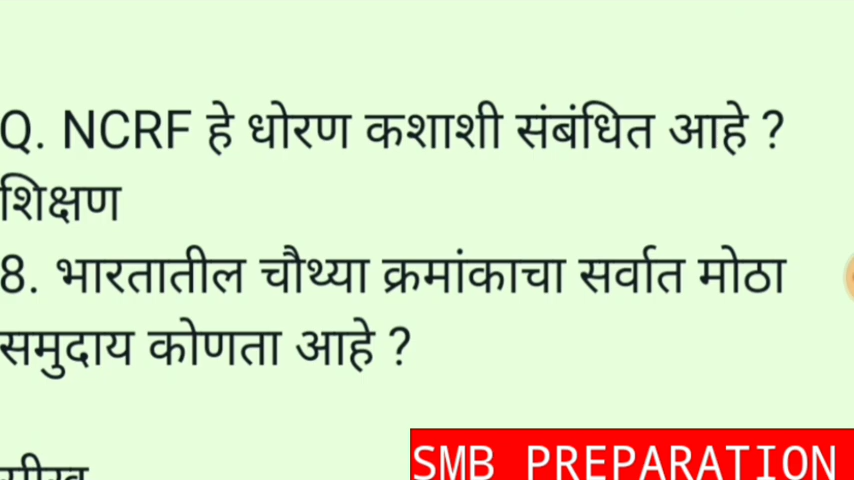 Q. NCRF हे धोरण कशाशी संबंधित आहे ?
शिक्षण
8. भारतातील चौथ्या क्रमांकाचा सर्वात मोठा
समुदाय कोणता आहे ?
SMB PREPARATION